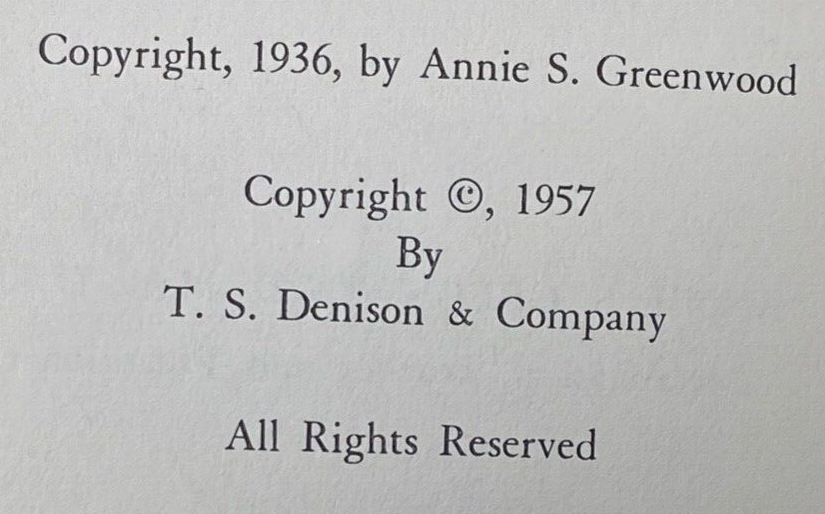 Copyright, 1936, by Annie S. Greenwood
Copyright ©, 1957
By
T. S. Denison & Company
All Rights Reserved